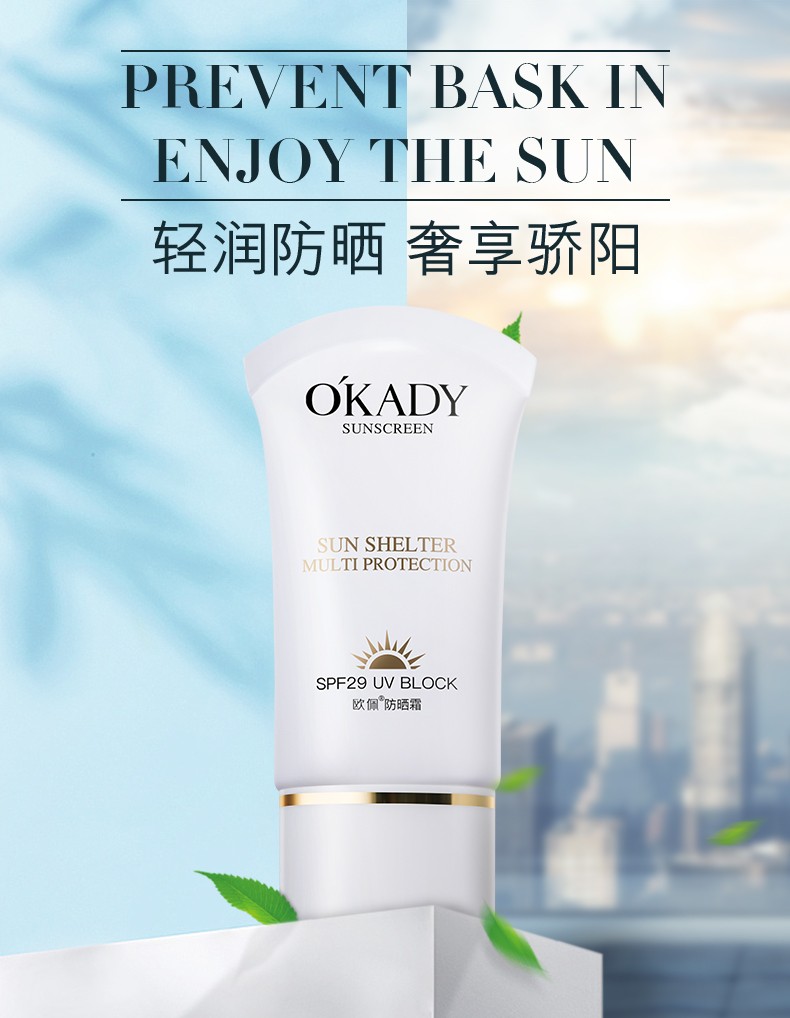 PREVENT BASK IN
ENJOY THE SUN
轻润防晒 奢享骄阳
O'KADY
SUNSCREEN
SUN SHELTER
MULTI PROTECTION
SPF29 UV BLOCK
欧佩®防晒霜